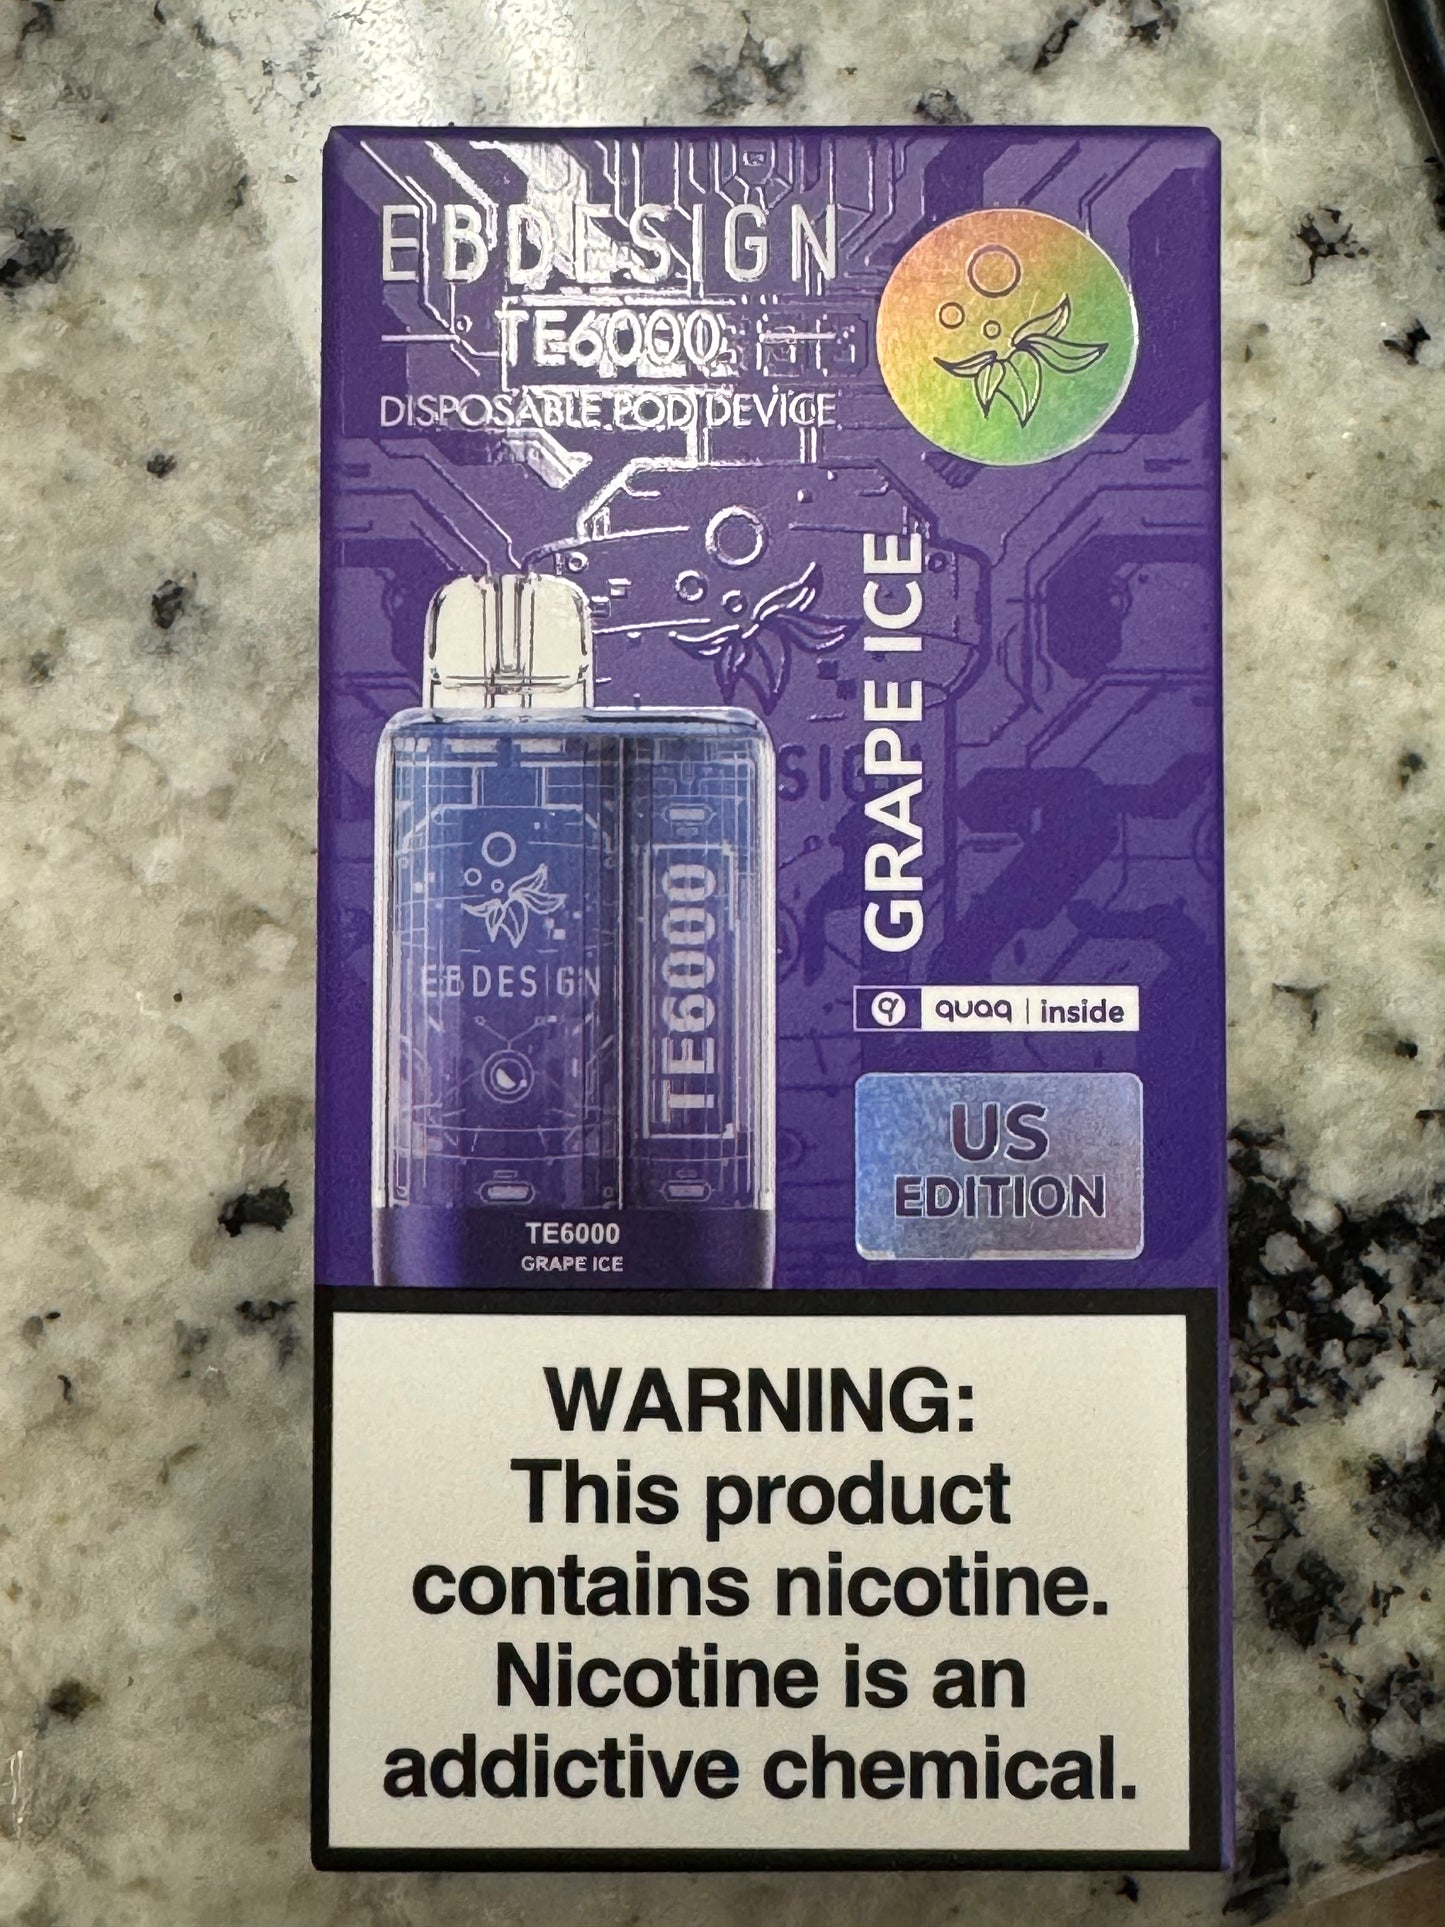 EBDESIGN
TE6000
DISPOSABLE POD DEVICE
GRAPE ICE
EBDESIGN
TE6000
TE6000
GRAPE ICE
quaq | inside
US
EDITION
WARNING:
This product
contains nicotine.
Nicotine is an
addictive chemical.